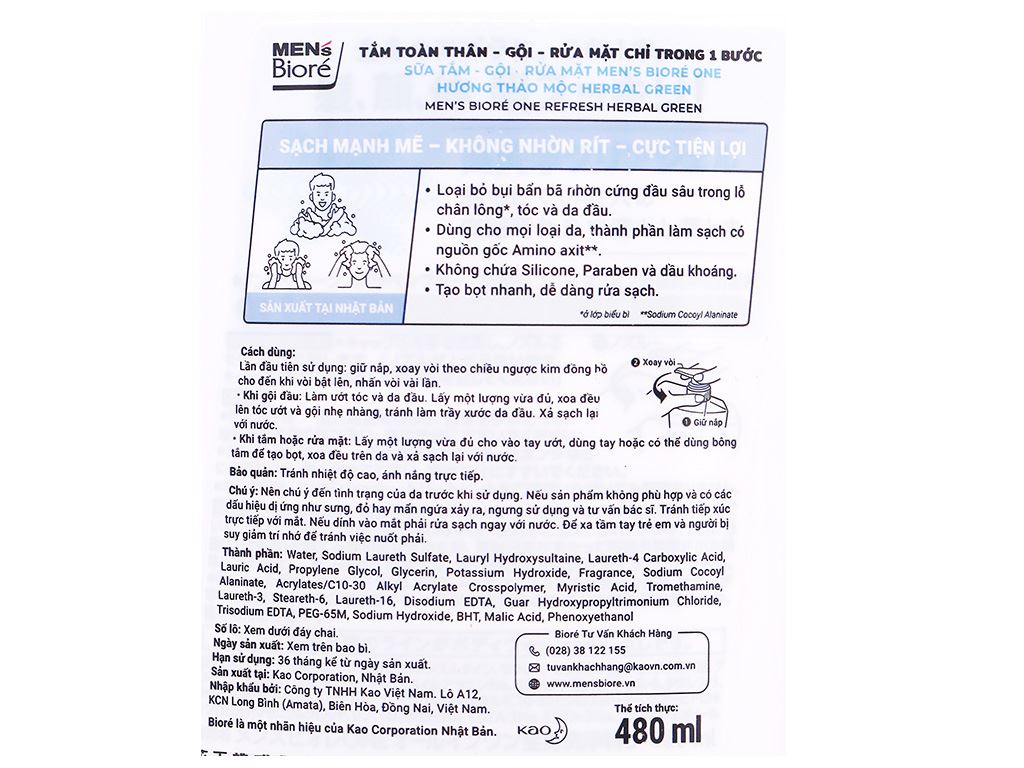 MEN's
Bioré
TẮM TOÀN THÂN – GỘI – RỬA MẶT CHỈ TRONG 1 BƯỚC
SỮA TẮM - GỘI - RỬA MẶT MEN'S BIORÉ ONE
HƯƠNG THẢO MỘC HERBAL GREEN
MEN'S BIORÉ ONE REFRESH HERBAL GREEN
SẠCH MẠNH MẼ – KHÔNG NHỜN RÍT – CỰC TIỆN LỢI
• Loại bỏ bụi bẩn bã nhờn cứng đầu sâu trong lỗ
chân lông*, tóc và da đầu.
• Dùng cho mọi loại da, thành phần làm sạch có
nguồn gốc Amino axit**.
• Không chứa Silicone, Paraben và dầu khoáng.
• Tạo bọt nhanh, dễ dàng rửa sạch.
SẢN XUẤT TẠI NHẬT BẢN
*ở lớp biểu bì **Sodium Cocoyl Alaninate
Cách dùng:
Lần đầu tiên sử dụng: giữ nắp, xoay vòi theo chiều ngược kim đồng hồ
cho đến khi vòi bật lên, nhấn vòi vài lần.
• Khi gội đầu: Làm ướt tóc và da đầu. Lấy một lượng vừa đủ, xoa đều
lên tóc ướt và gội nhẹ nhàng, tránh làm trầy xước da đầu. Xả sạch lại
với nước.
• Khi tắm hoặc rửa mặt: Lấy một lượng vừa đủ cho vào tay ướt, dùng tay hoặc có thể dùng bông
tắm để tạo bọt, xoa đều trên da và xả sạch lại với nước.
2 Xoay vòi
1 Giữ nắp
Bảo quản: Tránh nhiệt độ cao, ánh nắng trực tiếp.
Chú ý: Nên chú ý đến tình trạng của da trước khi sử dụng. Nếu sản phẩm không phù hợp và có các
dấu hiệu dị ứng như sưng, đỏ hay mẩn ngứa xảy ra, ngưng sử dụng và tư vấn bác sĩ. Tránh tiếp xúc
trực tiếp với mắt. Nếu dính vào mắt phải rửa sạch ngay với nước. Để xa tầm tay trẻ em và người bị
suy giảm trí nhớ để tránh việc nuốt phải.
Thành phần: Water, Sodium Laureth Sulfate, Lauryl Hydroxysultaine, Laureth-4 Carboxylic Acid,
Lauric Acid, Propylene Glycol, Glycerin, Potassium Hydroxide, Fragrance, Sodium Cocoyl
Alaninate, Acrylates/C10-30 Alkyl Acrylate Crosspolymer, Myristic Acid, Tromethamine,
Laureth-3, Steareth-6, Laureth-16, Disodium EDTA, Guar Hydroxypropyltrimonium Chloride,
Trisodium EDTA, PEG-65M, Sodium Hydroxide, BHT, Malic Acid, Phenoxyethanol
Số lô: Xem dưới đáy chai.
Ngày sản xuất: Xem trên bao bì.
Hạn sử dụng: 36 tháng kể từ ngày sản xuất.
Sản xuất tại: Kao Corporation, Nhật Bản.
Nhập khẩu bởi: Công ty TNHH Kao Việt Nam. Lô A12,
KCN Long Bình (Amata), Biên Hòa, Đồng Nai, Việt Nam.
Bioré là một nhãn hiệu của Kao Corporation Nhật Bản.
Bioré Tư Vấn Khách Hàng
(028) 38 122 155
tuvankhachhang@kaovn.com.vn
www.mensbiore.vn
Kao
Thể tích thực:
480 ml